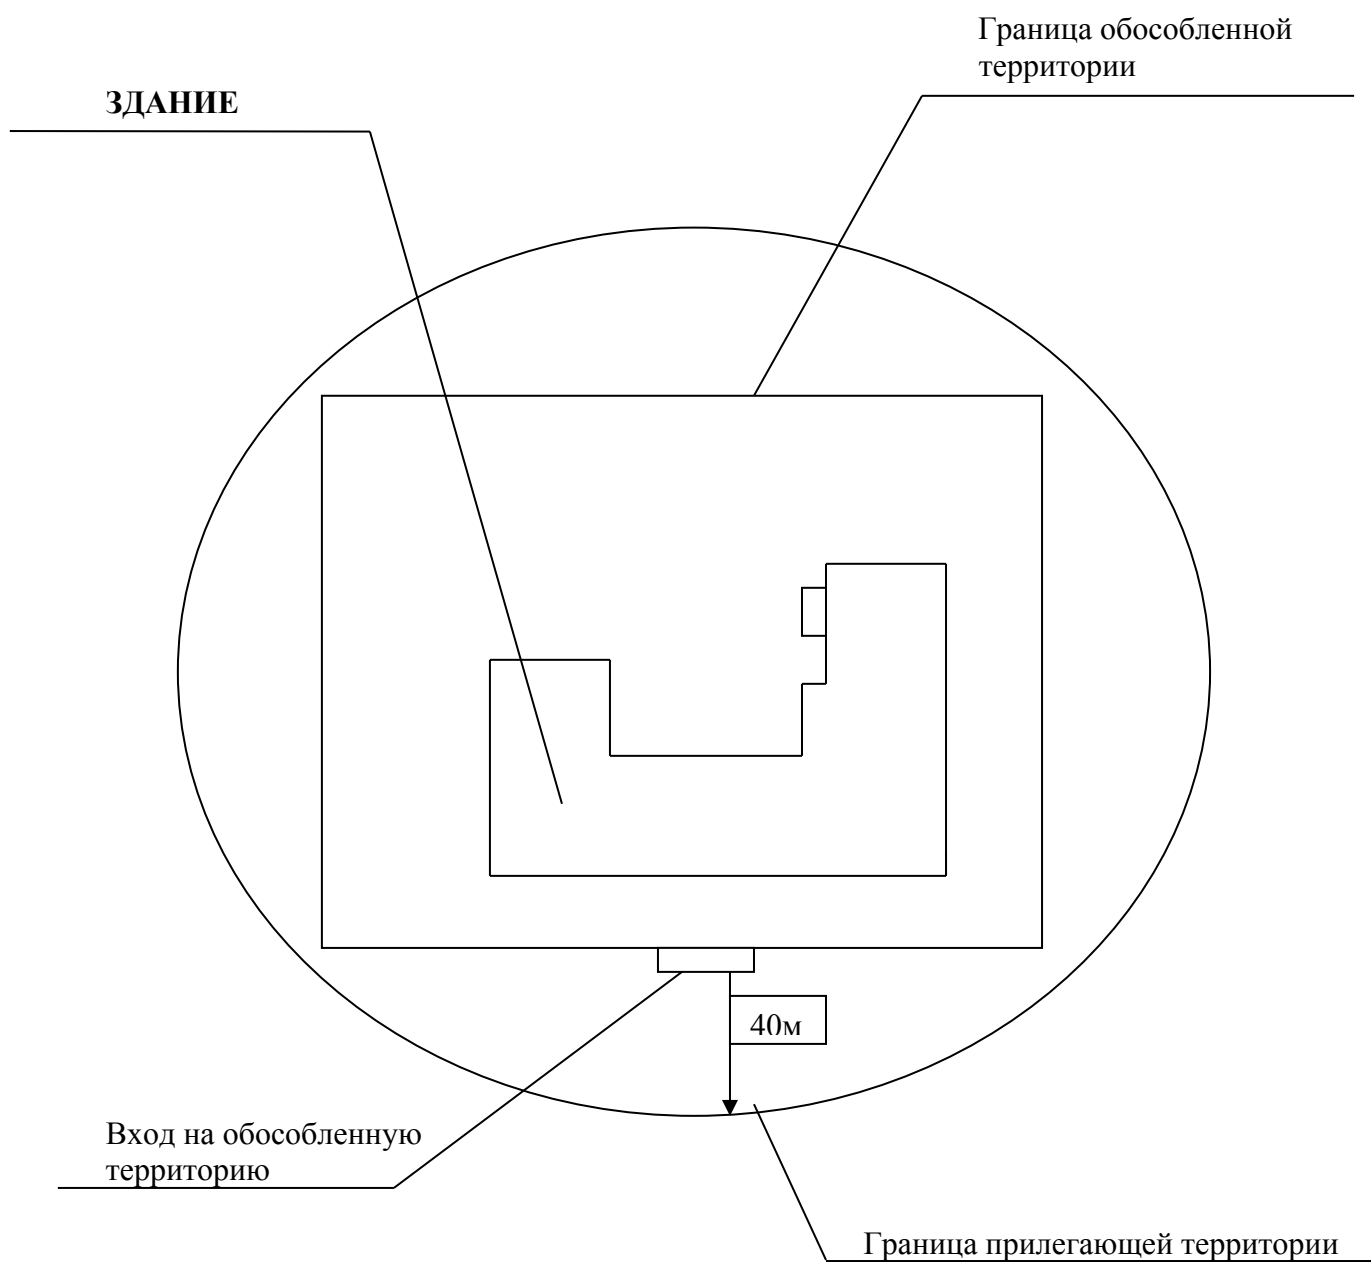 Граница обособленной
территории
ЗДАНИЕ
40м
Вход на обособленную
территорию
Граница прилегающей территории